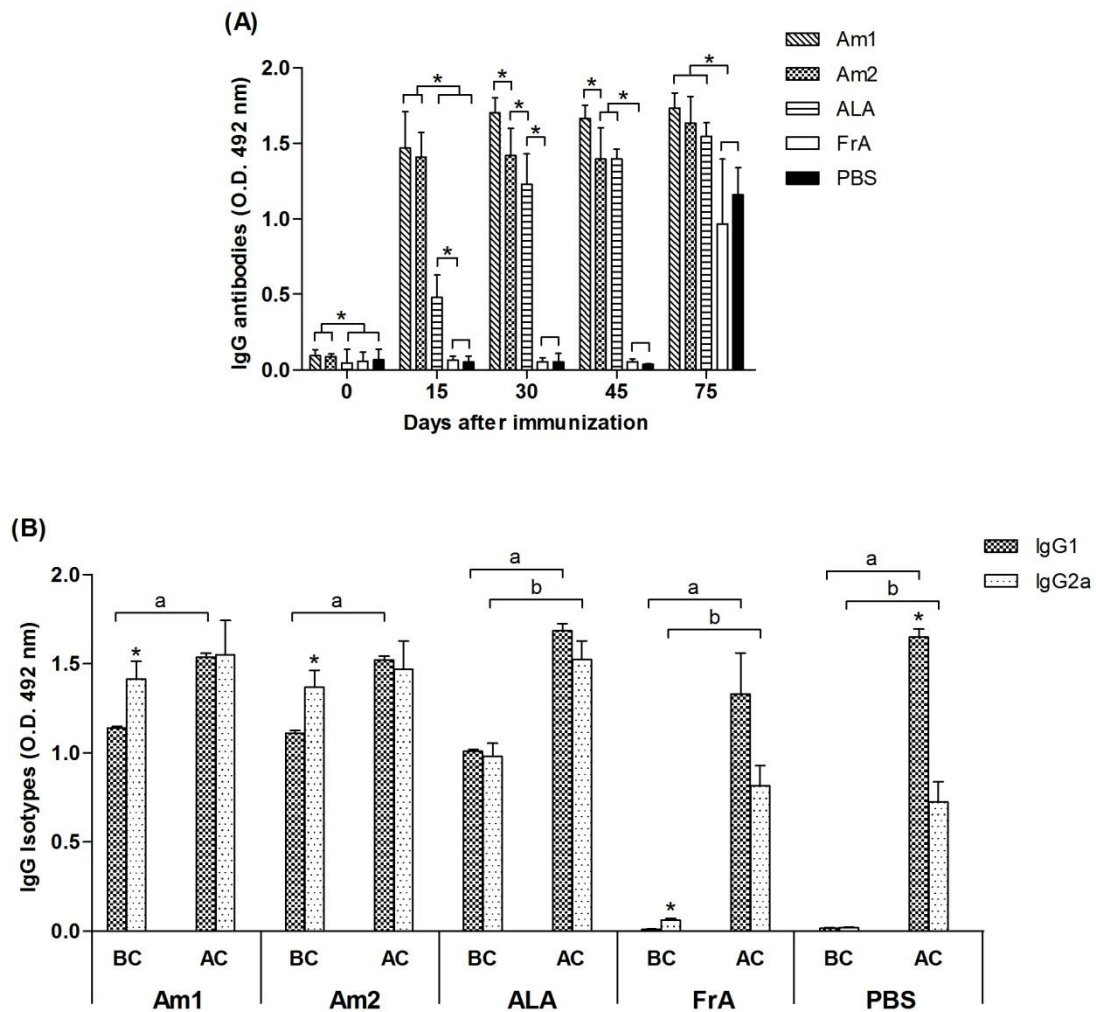 (A)
Am1
Am2
ALA
FrA
PBS
IgG antibodies (O.D. 492 nm)
2.0
1.5
1.0
0.5
0.0
* * * * * * * * * *
0 15 30 45 75
Days after immunization
(B)
IgG1
IgG2a
IgG Isotypes (O.D. 492 nm)
2.0
1.5
1.0
0.5
0.0
a a a b a b a b
* * * *
BC AC BC AC BC AC BC AC BC AC
Am1 Am2 ALA FrA PBS